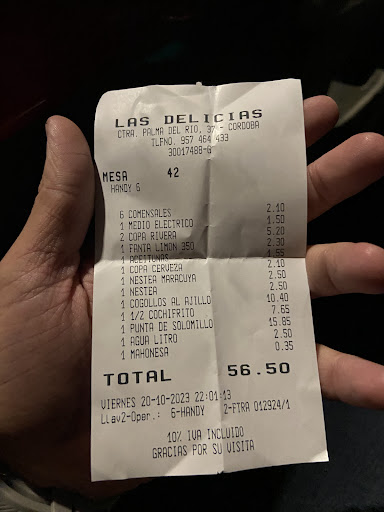 LAS DELICIAS
CTRA. PALMA DEL RIO, - CORDOBA
TLFNO. 957 464 433
30017488-G
MESA 42
HANDY 6
6 COMENSALES 2.10
1 MEDIO ELECTRICO 1.50
2 COPA RIVERA 5.20
1 FANTA LIMON 350 2.30
1 ACEITUNAS 1.55
1 COPA CERVEZA 2.10
1 NESTEA MARACUYA 2.50
1 NESTEA 2.50
1 COGOLLOS AL AJILLO 10.40
1 1/2 COCHIFRITO 7.65
1 PUNTA DE SOLOMILLO 15.85
1 AGUA LITRO 2.50
1 MAHONESA 0.35
TOTAL 56.50
VIERNES 20-10-2023 22:01:13
Llav2-Oper.: 6-HANDY 2-FTRA 012924/1
10% IVA INCLUIDO
GRACIAS POR SU VISITA